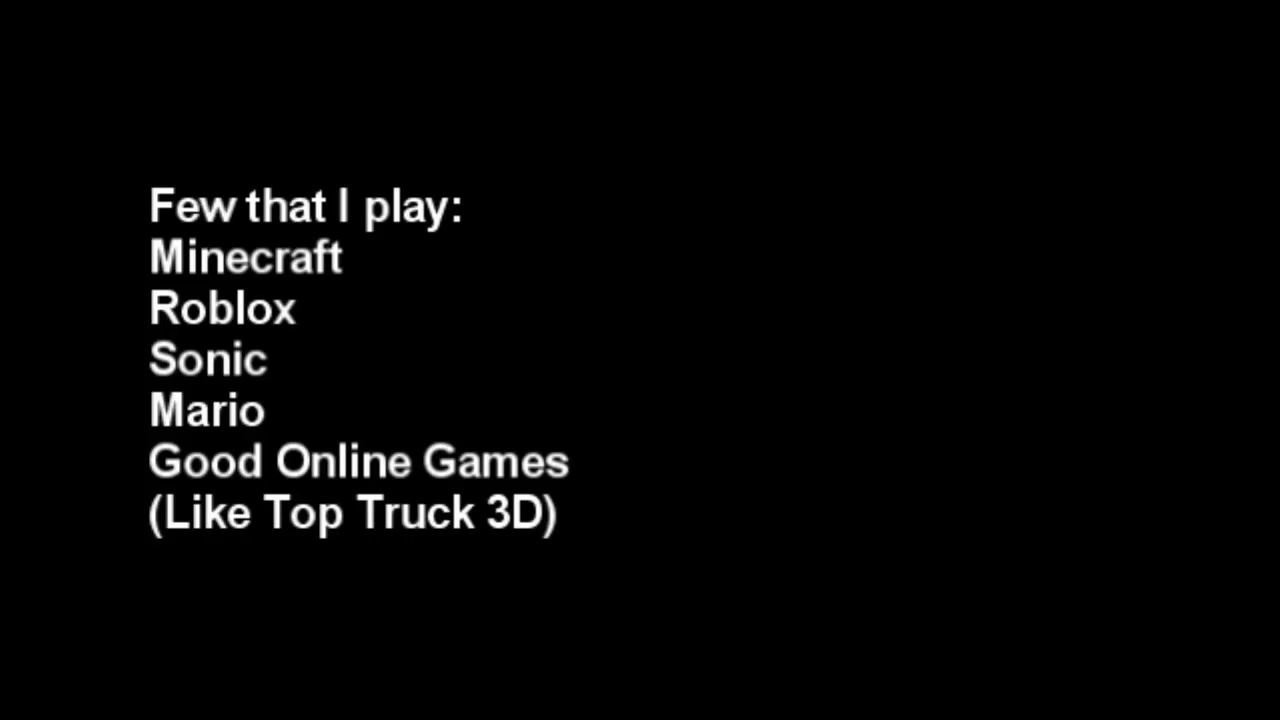 Few that I play:
Minecraft
Roblox
Sonic
Mario
Good Online Games
(Like Top Truck 3D)